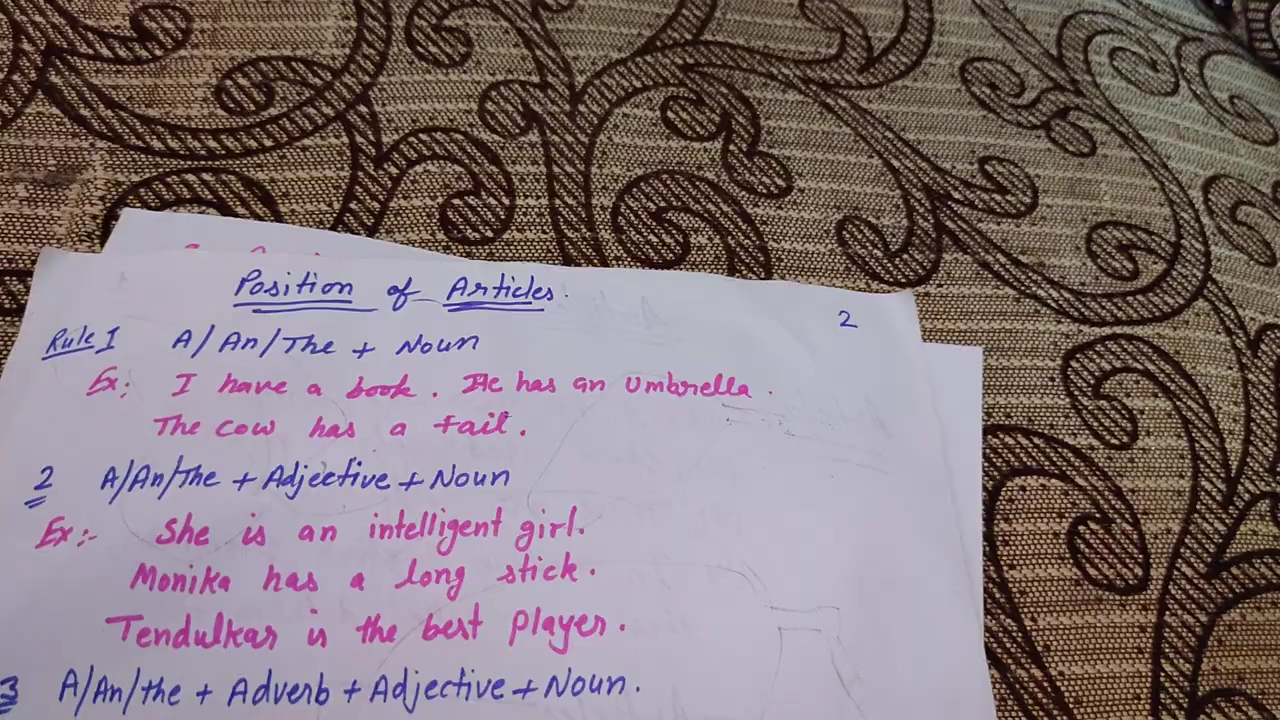 Position of Articles.
2
Rule 1 A/An/The + Noun
Ex: I have a book. He has an Umbrella.
The cow has a tail.
2 A/An/The + Adjective + Noun
Ex:- She is an intelligent girl.
Monika has a long stick.
Tendulkar is the best Player.
3 A/An/the + Adverb + Adjective + Noun.